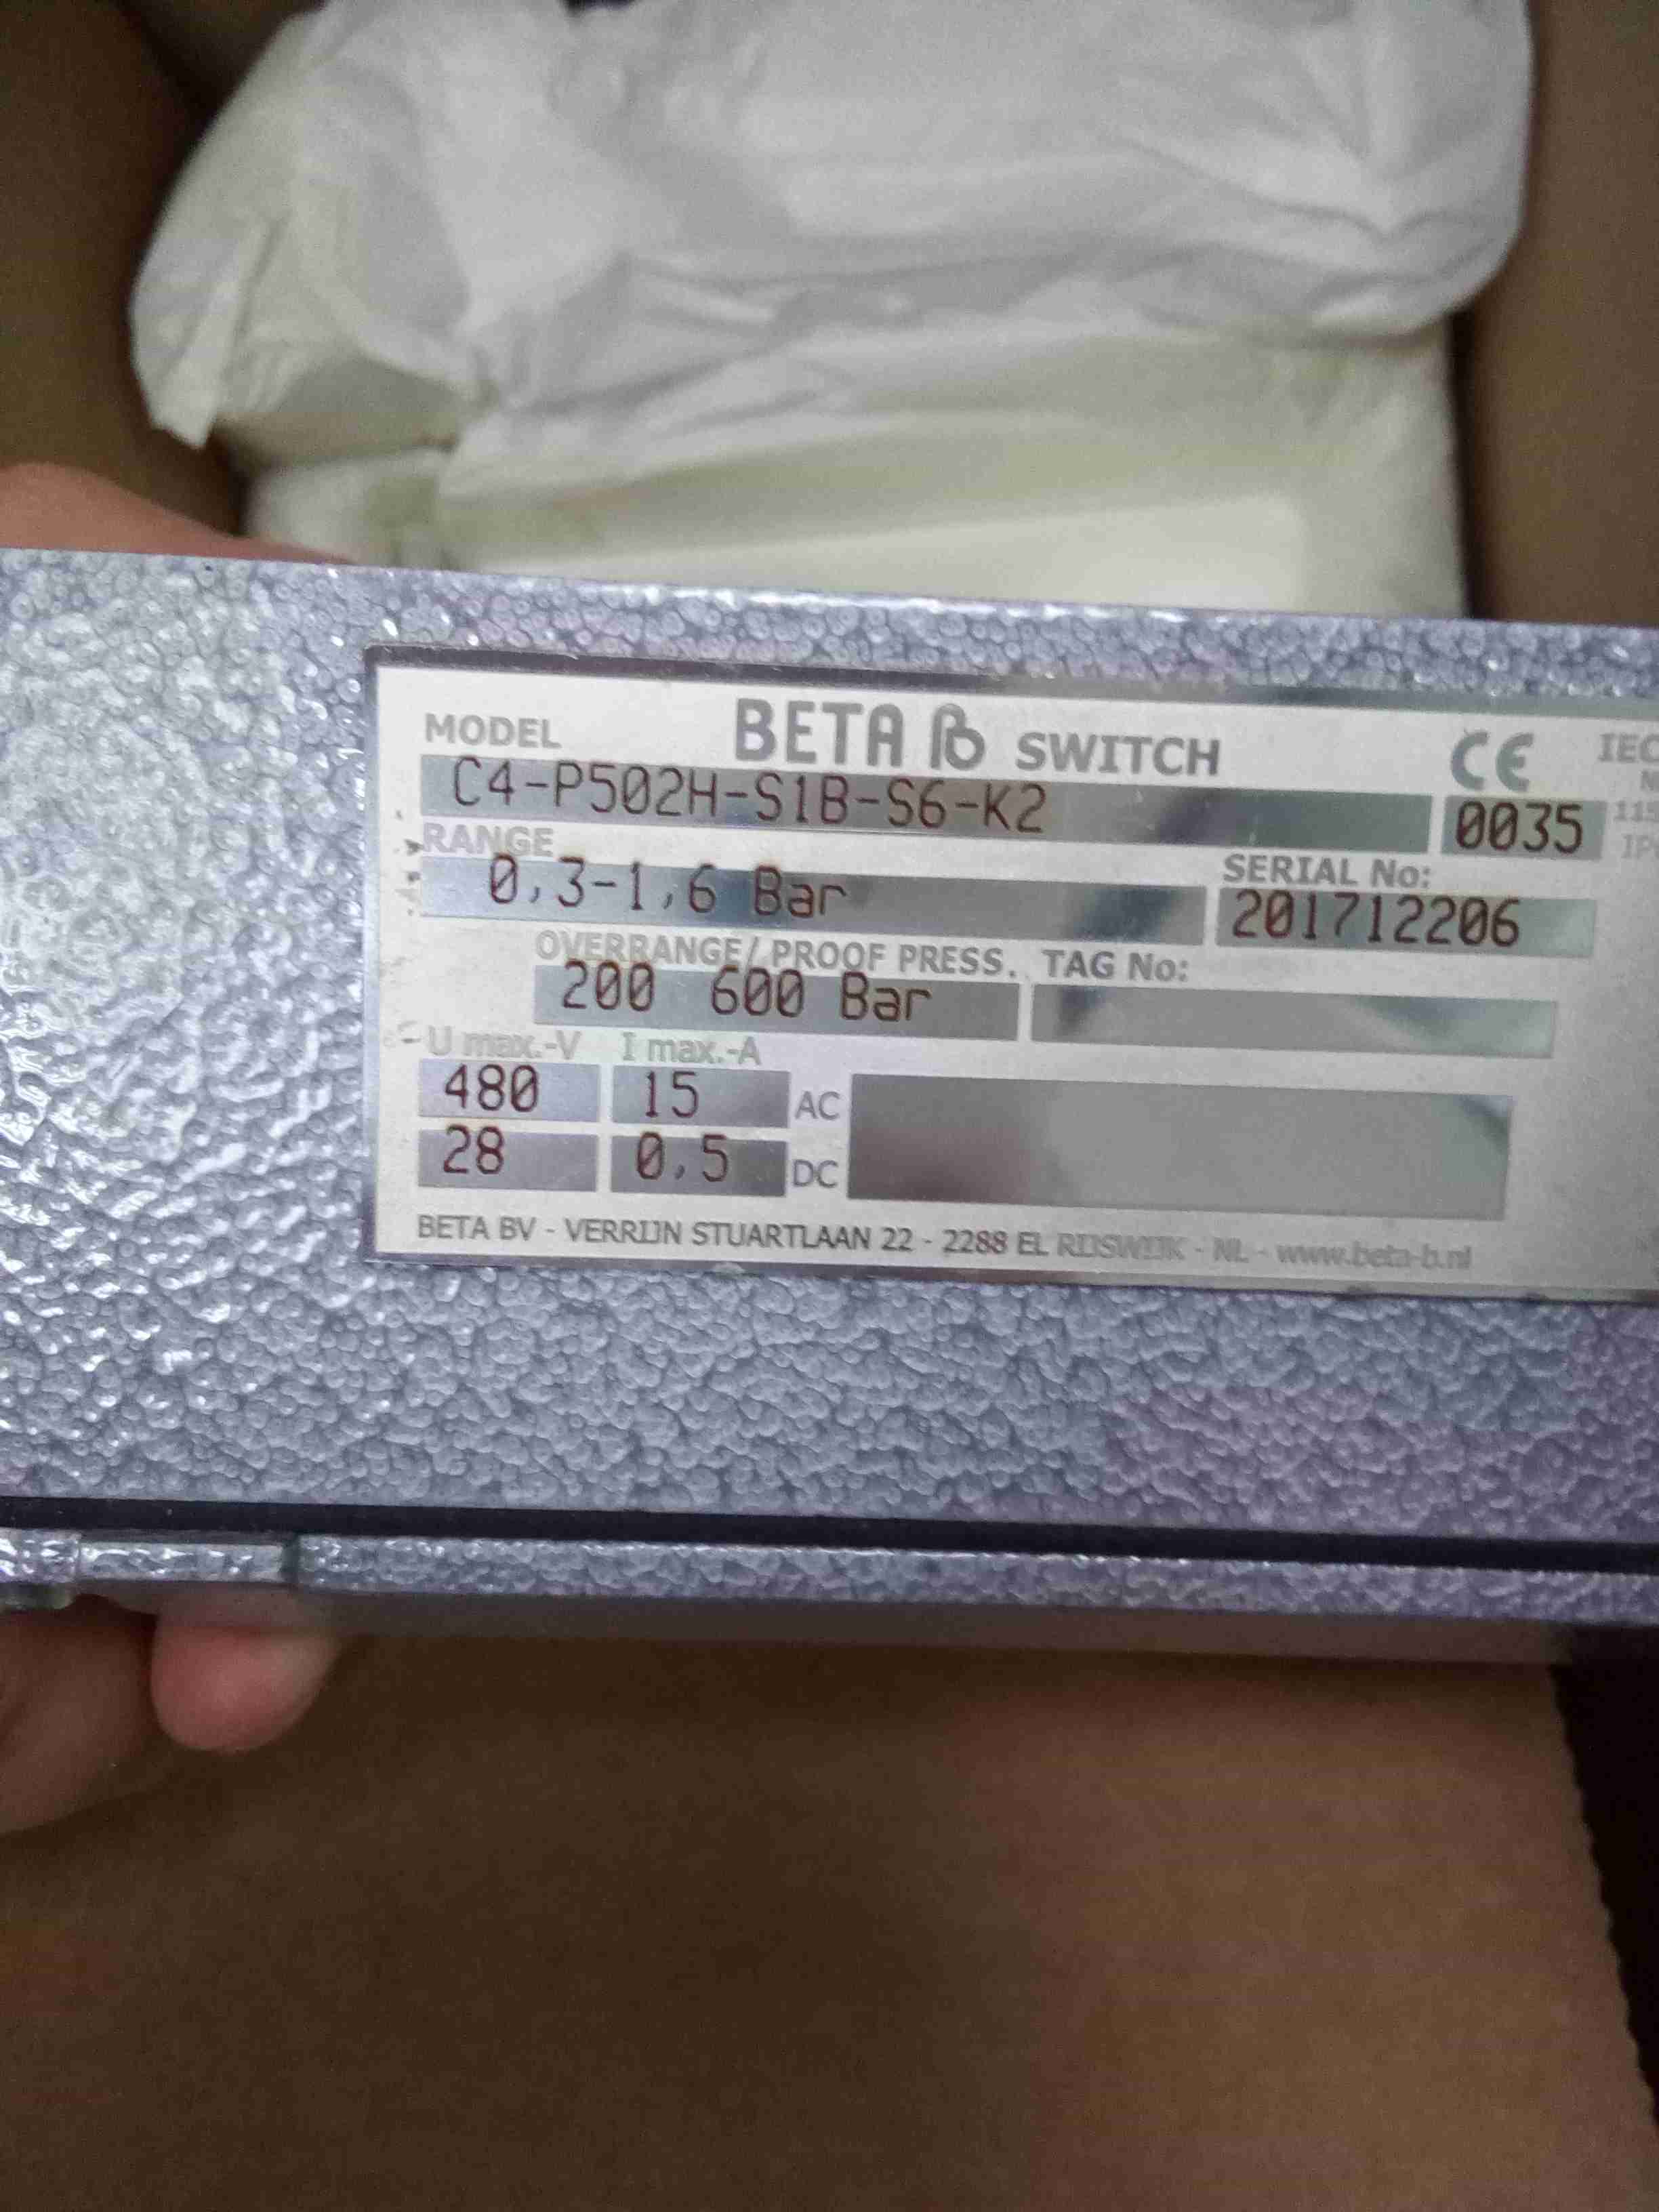 MODEL BETA B SWITCH CE IEC
C4-P502H-S1B-S6-K2 0035
RANGE SERIAL No:
0,3-1,6 Bar 201712206
OVERRANGE/PROOF PRESS. TAG No:
200 600 Bar
U max.-V I max.-A
480 15 AC
28 0,5 DC
BETA BV - VERRIJN STUARTLAAN 22 - 2288 EL RIJSWIJK - NL - www.beta-b.nl